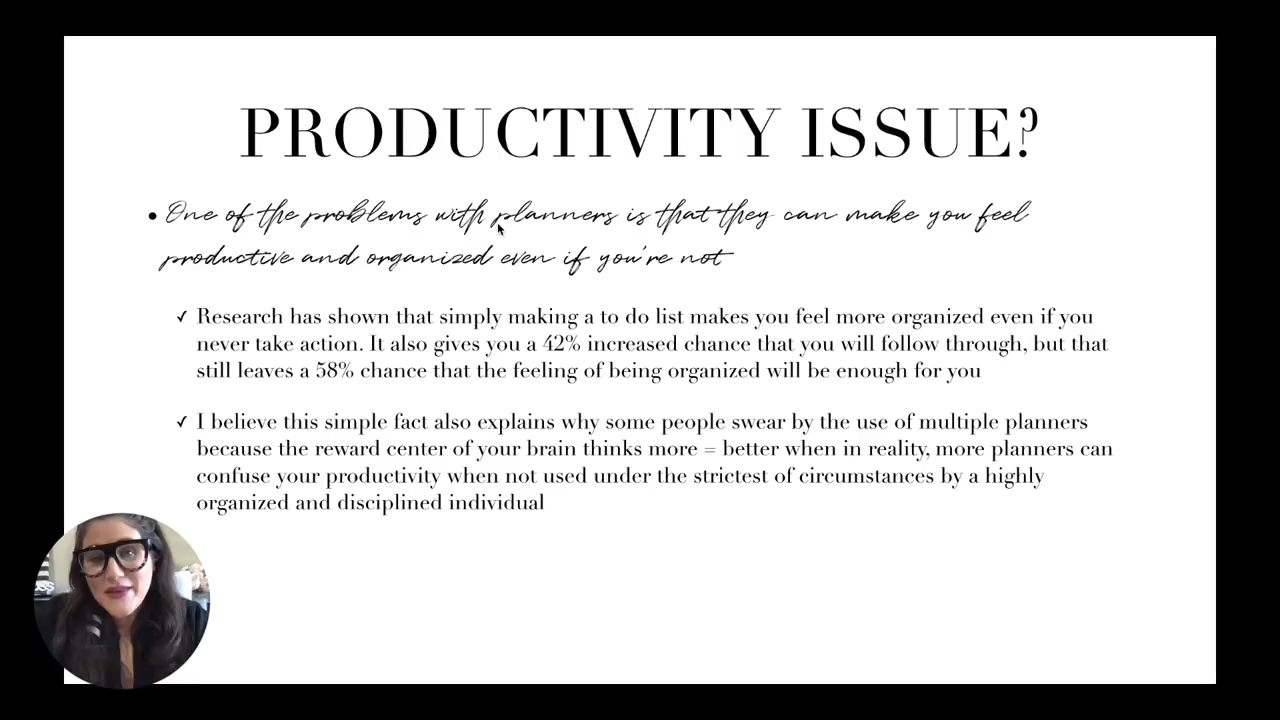 PRODUCTIVITY ISSUE?
• One of the problems with planners is that they can make you feel
productive and organized even if you're not
✓ Research has shown that simply making a to do list makes you feel more organized even if you
never take action. It also gives you a 42% increased chance that you will follow through, but that
still leaves a 58% chance that the feeling of being organized will be enough for you
✓ I believe this simple fact also explains why some people swear by the use of multiple planners
because the reward center of your brain thinks more = better when in reality, more planners can
confuse your productivity when not used under the strictest of circumstances by a highly
organized and disciplined individual